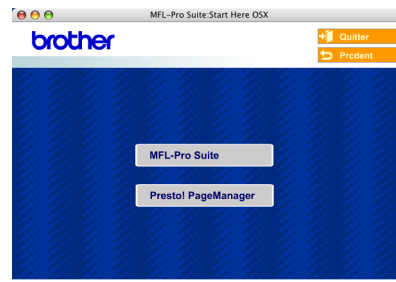 MFL-Pro Suite:Start Here OSX
brother
Quitter
Prcdent
MFL-Pro Suite
Presto! PageManager